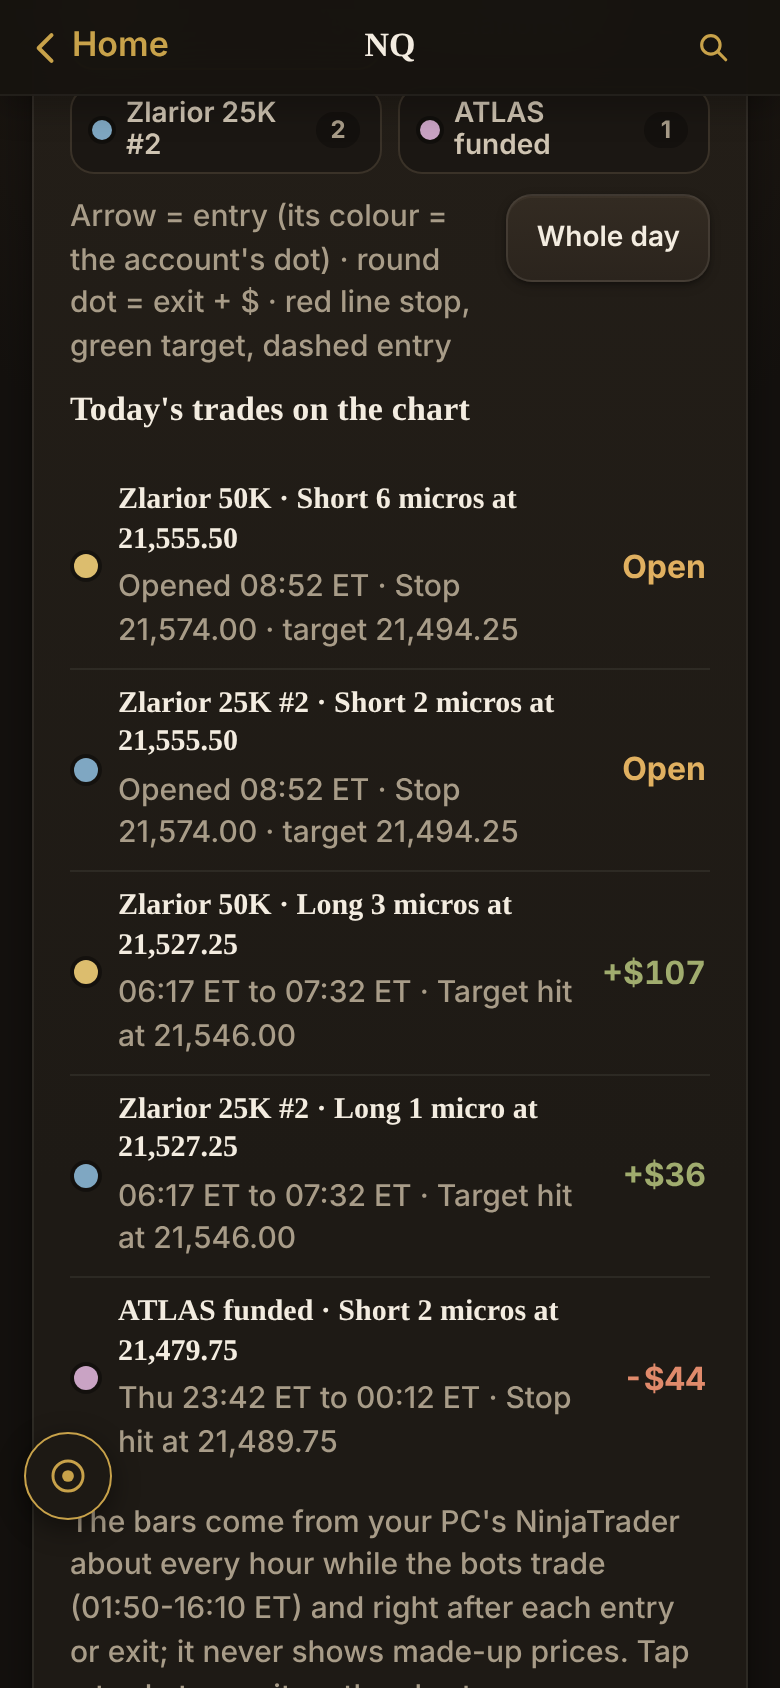 Home
NQ
Zlarior 25K
#2
2
ATLAS
funded
1
Arrow = entry (its colour =
the account's dot) · round
dot = exit + $ · red line stop,
green target, dashed entry
Whole day
Today's trades on the chart
Zlarior 50K · Short 6 micros at
21,555.50
Opened 08:52 ET · Stop
21,574.00 · target 21,494.25
Open
Zlarior 25K #2 · Short 2 micros at
21,555.50
Opened 08:52 ET · Stop
21,574.00 · target 21,494.25
Open
Zlarior 50K · Long 3 micros at
21,527.25
06:17 ET to 07:32 ET · Target hit
at 21,546.00
+$107
Zlarior 25K #2 · Long 1 micro at
21,527.25
06:17 ET to 07:32 ET · Target hit
at 21,546.00
+$36
ATLAS funded · Short 2 micros at
21,479.75
Thu 23:42 ET to 00:12 ET · Stop
hit at 21,489.75
-$44
The bars come from your PC's NinjaTrader
about every hour while the bots trade
(01:50-16:10 ET) and right after each entry
or exit; it never shows made-up prices. Tap